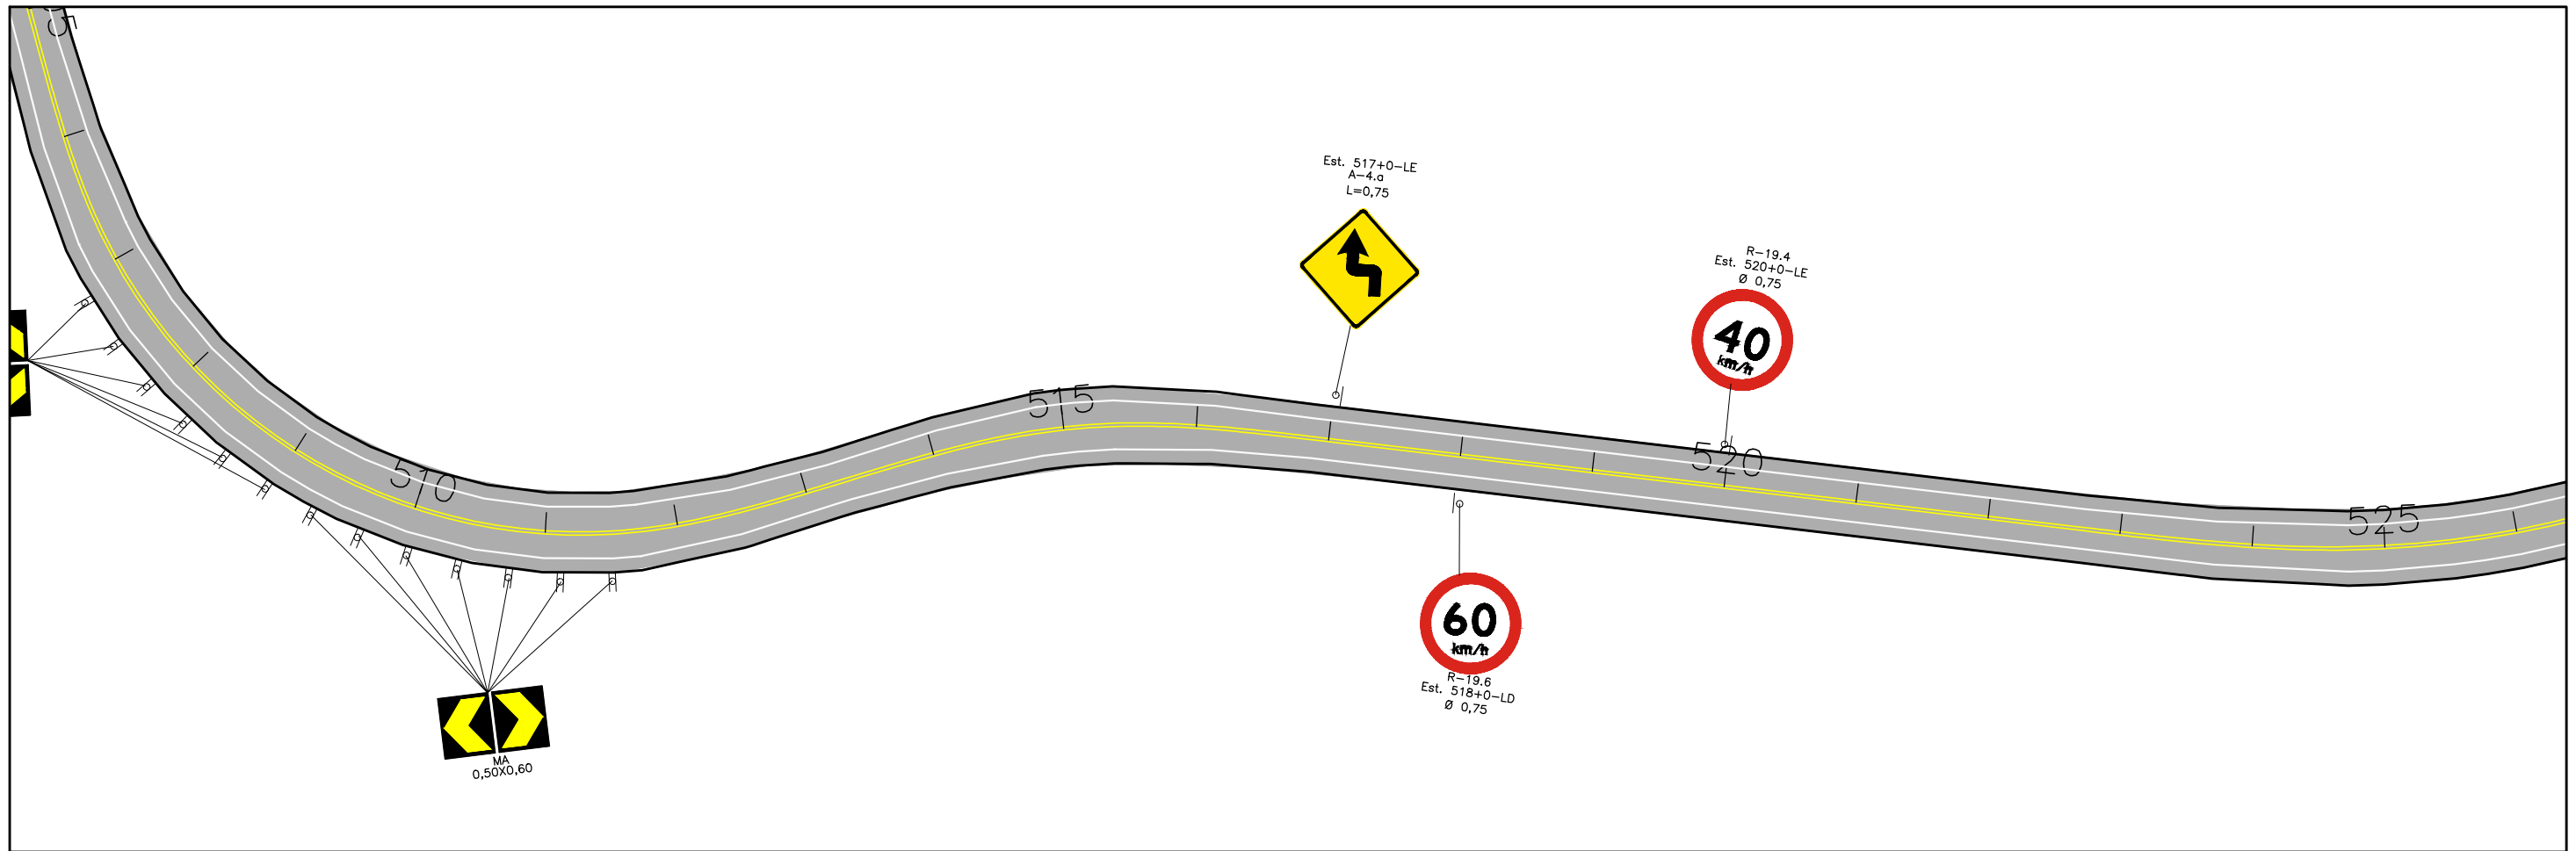 Est. 517+0-LE
A-4.a
L=0,75
R-19.4
Est. 520+0-LE
Ø 0,75
40
km/h
515
520
510
525
60
km/h
R-19.6
Est. 518+0-LD
Ø 0,75
MA
0,50X0,60